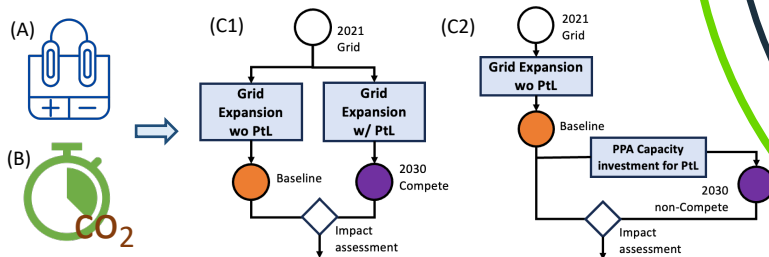 (A)
(B)
CO2
(C1)
2021
Grid
Grid
Expansion
wo PtL
Grid
Expansion
w/ PtL
Baseline
2030
Compete
Impact
assessment
(C2)
2021
Grid
Grid Expansion
wo PtL
Baseline
PPA Capacity
investment for PtL
2030
non-Compete
Impact
assessment